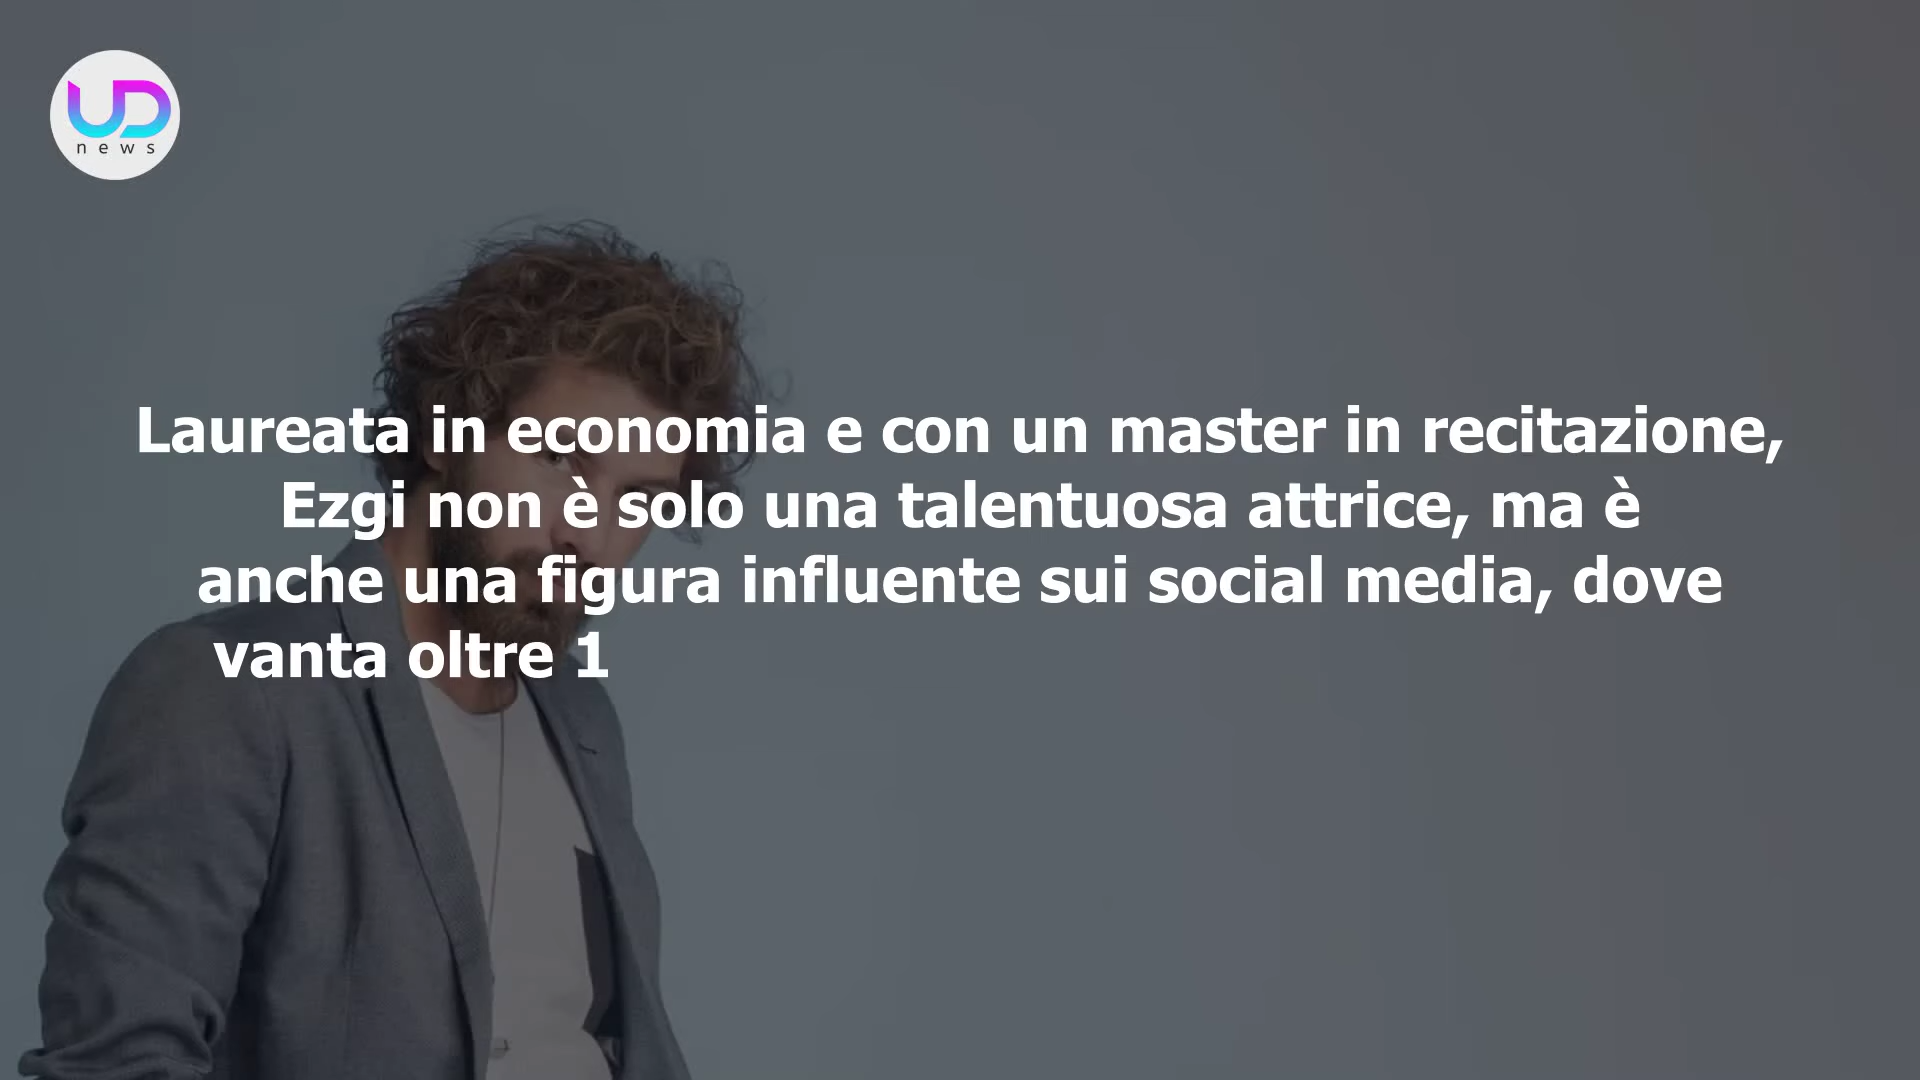 UD
news
Laureata in economia e con un master in recitazione,
Ezgi non è solo una talentuosa attrice, ma è
anche una figura influente sui social media, dove
vanta oltre 1